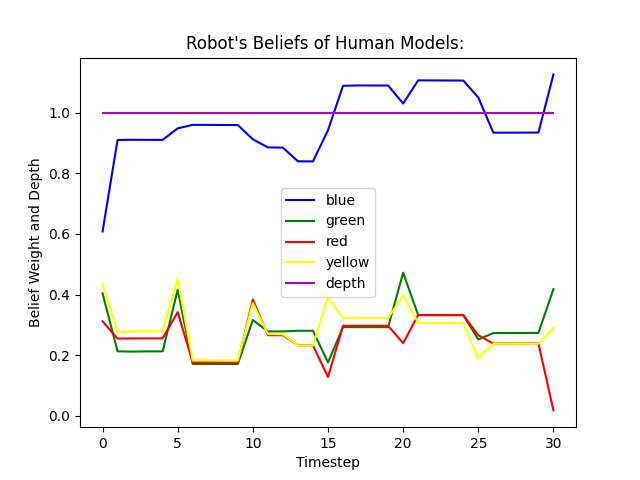 Robot's Beliefs of Human Models:
Belief Weight and Depth
1.0
0.8
0.6
0.4
0.2
0.0
blue
green
red
yellow
depth
0 5 10 15 20 25 30
Timestep